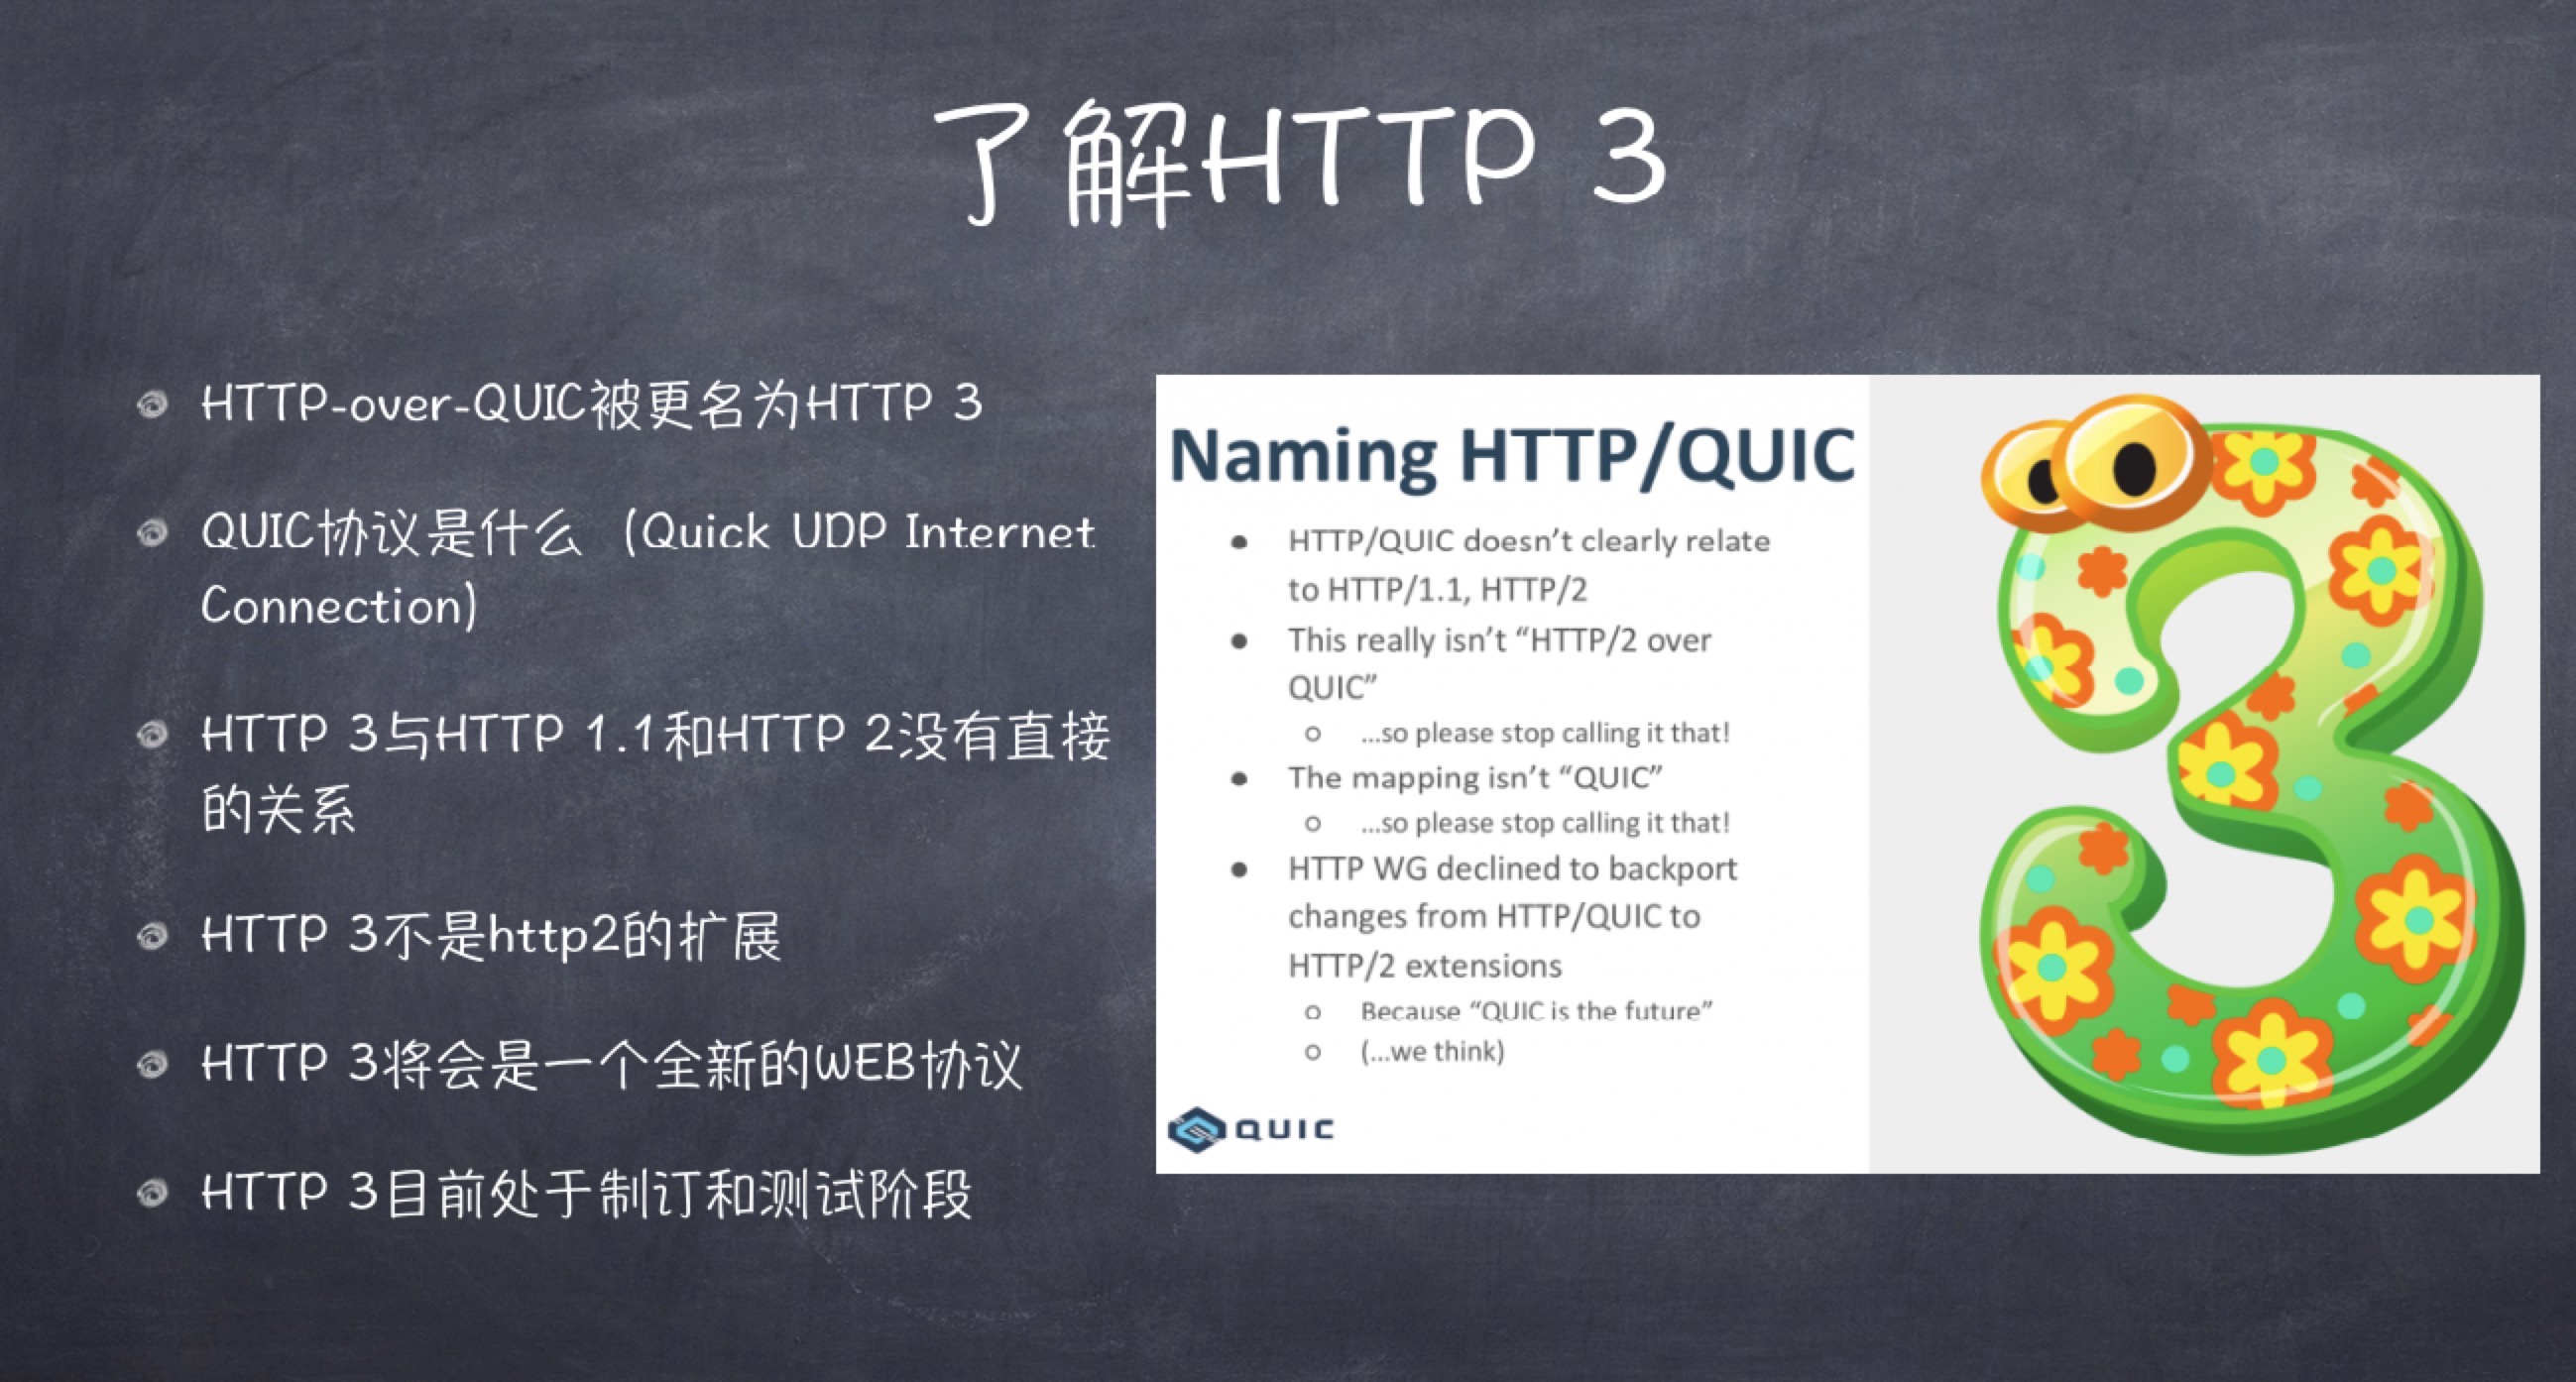 了解HTTP 3
HTTP-over-QUIC被更名为HTTP 3
QUIC协议是什么（Quick UDP Internet
Connection)
HTTP 3与HTTP 1.1和HTTP 2没有直接
的关系
HTTP 3不是http2的扩展
HTTP 3将会是一个全新的WEB协议
HTTP 3目前处于制订和测试阶段
Naming HTTP/QUIC
HTTP/QUIC doesn’t clearly relate
to HTTP/1.1, HTTP/2
This really isn’t “HTTP/2 over
QUIC”
...so please stop calling it that!
The mapping isn’t “QUIC”
...so please stop calling it that!
HTTP WG declined to backport
changes from HTTP/QUIC to
HTTP/2 extensions
Because “QUIC is the future”
(...we think)
QUIC
3